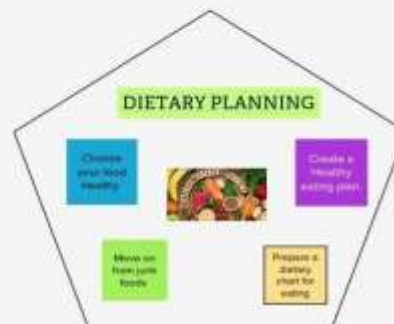 DIETARY PLANNING
Choose
your food
healthy
Create a
Healthy
eating plan
Move on
from junk
foods
Prepare a
dietary
chart for
eating